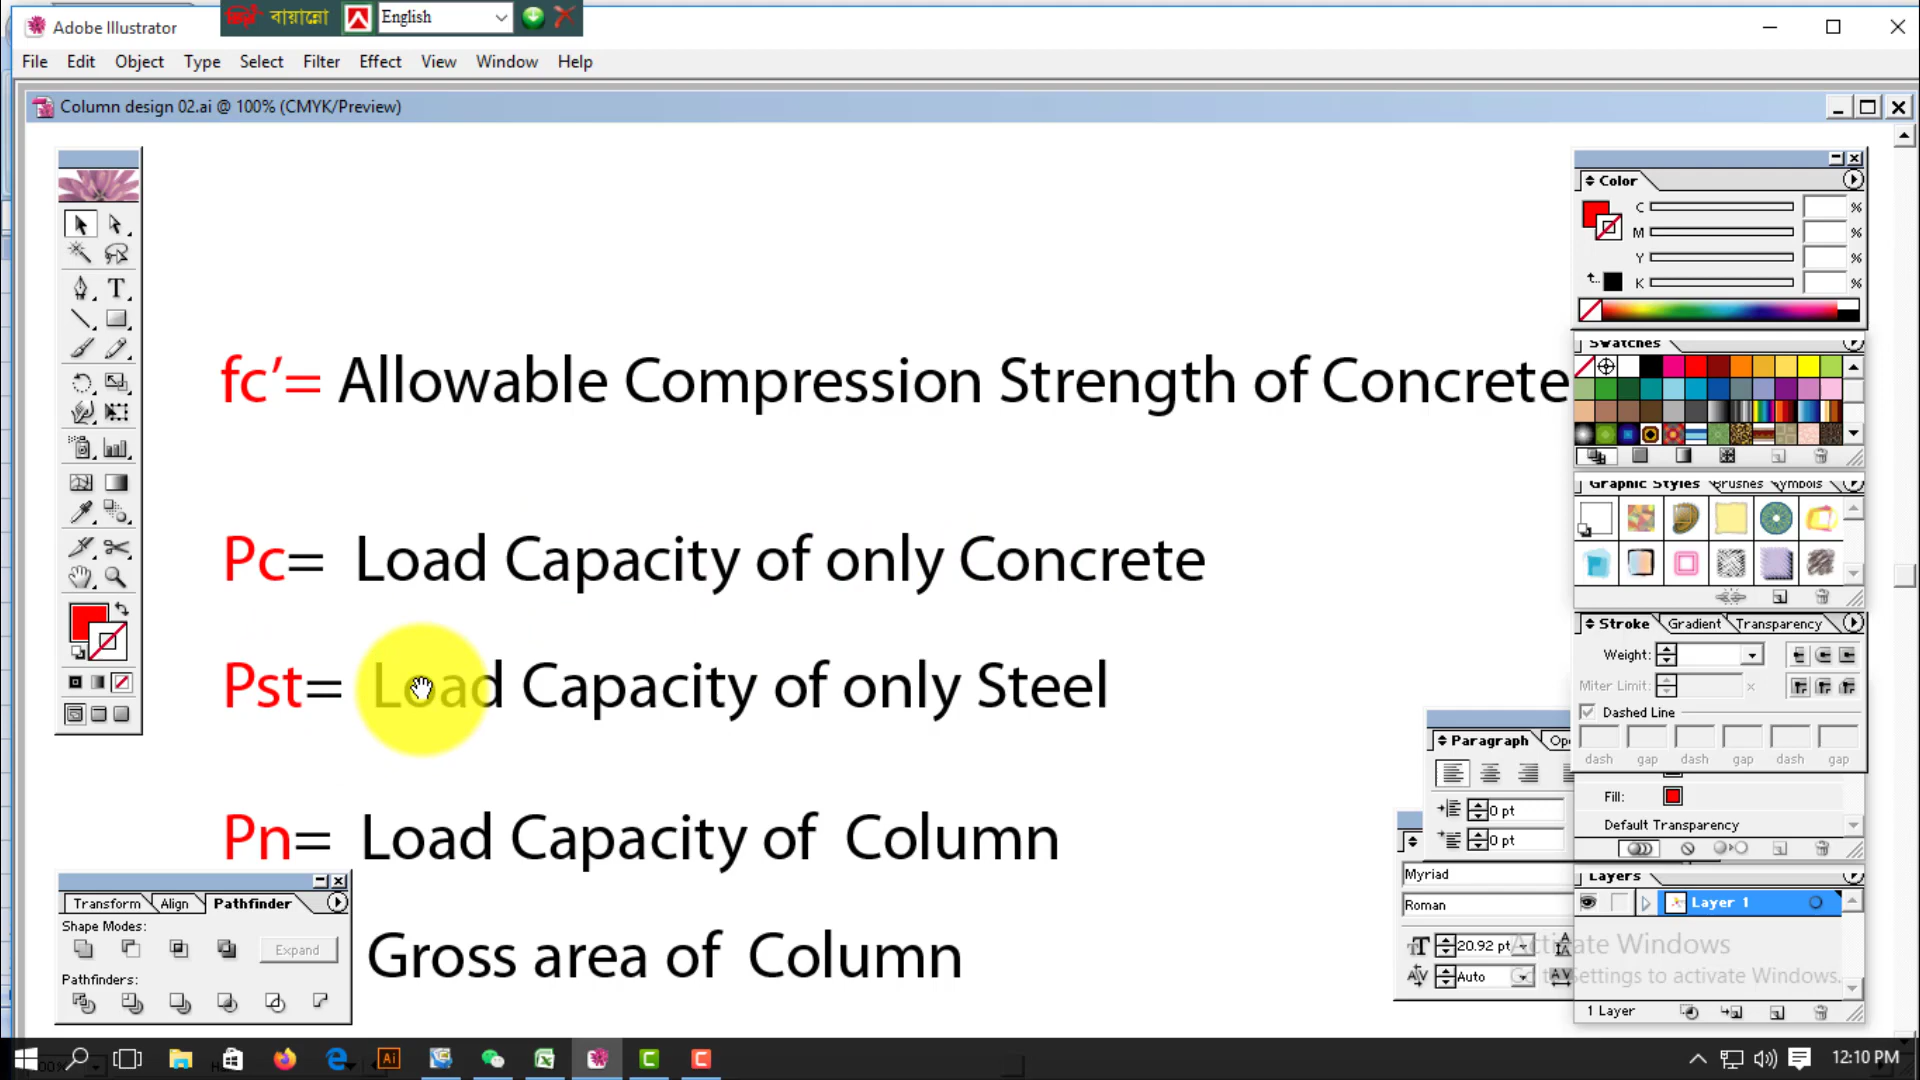 Adobe Illustrator
বায়ান্নো
English
File Edit Object Type Select Filter Effect View Window Help
Column design 02.ai @ 100% (CMYK/Preview)
Color
C %
M %
Y %
K %
Swatches
fc’= Allowable Compression Strength of Concrete
Graphic Styles Brushes Symbols
Pc= Load Capacity of only Concrete
Stroke Gradient Transparency
Weight:
Miter Limit: x
Dashed Line
dash gap dash gap dash gap
Pst= Load Capacity of only Steel
Paragraph Ope
0 pt
0 pt
Fill:
Default Transparency
Pn= Load Capacity of Column
Myriad
Roman
20.92 pt
Auto
Layers
Layer 1
Transform Align Pathfinder
Shape Modes:
Expand
Pathfinders:
Gross area of Column
Activate Windows
Go to Settings to activate Windows.
1 Layer
12:10 PM